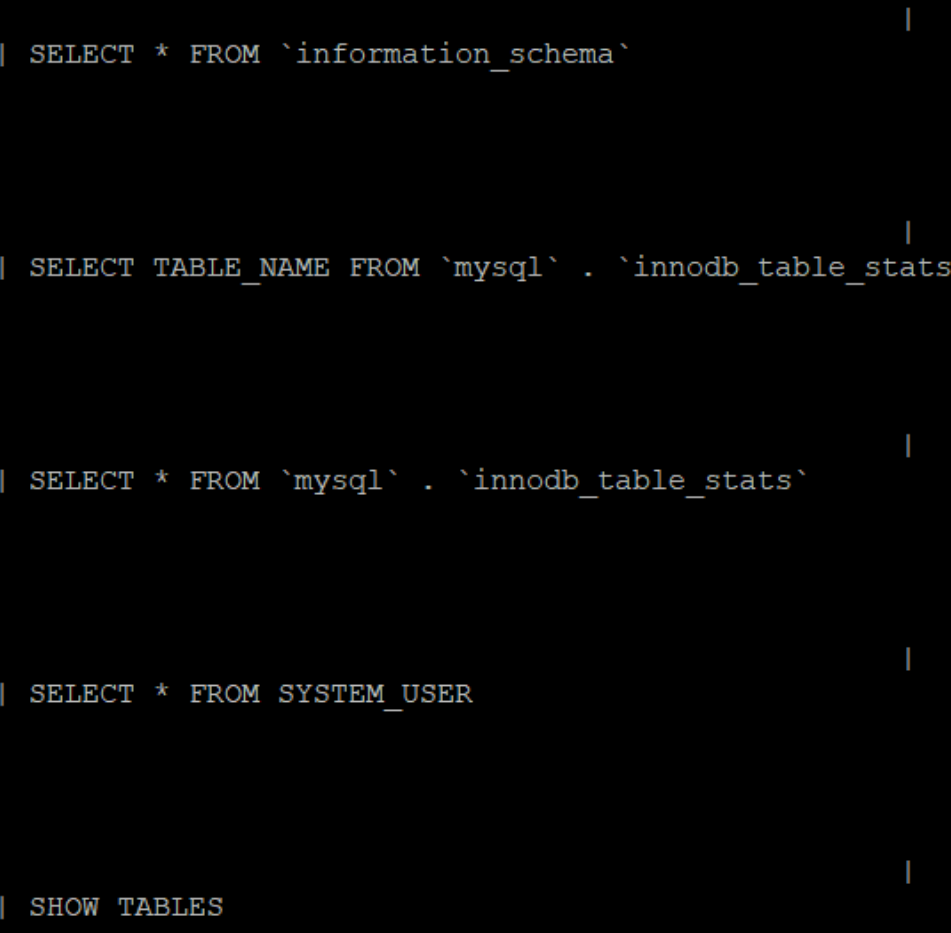 |
| SELECT * FROM `information_schema`
|
| SELECT TABLE_NAME FROM `mysql` . `innodb_table_stats
|
| SELECT * FROM `mysql` . `innodb_table_stats`
|
| SELECT * FROM SYSTEM_USER
|
| SHOW TABLES